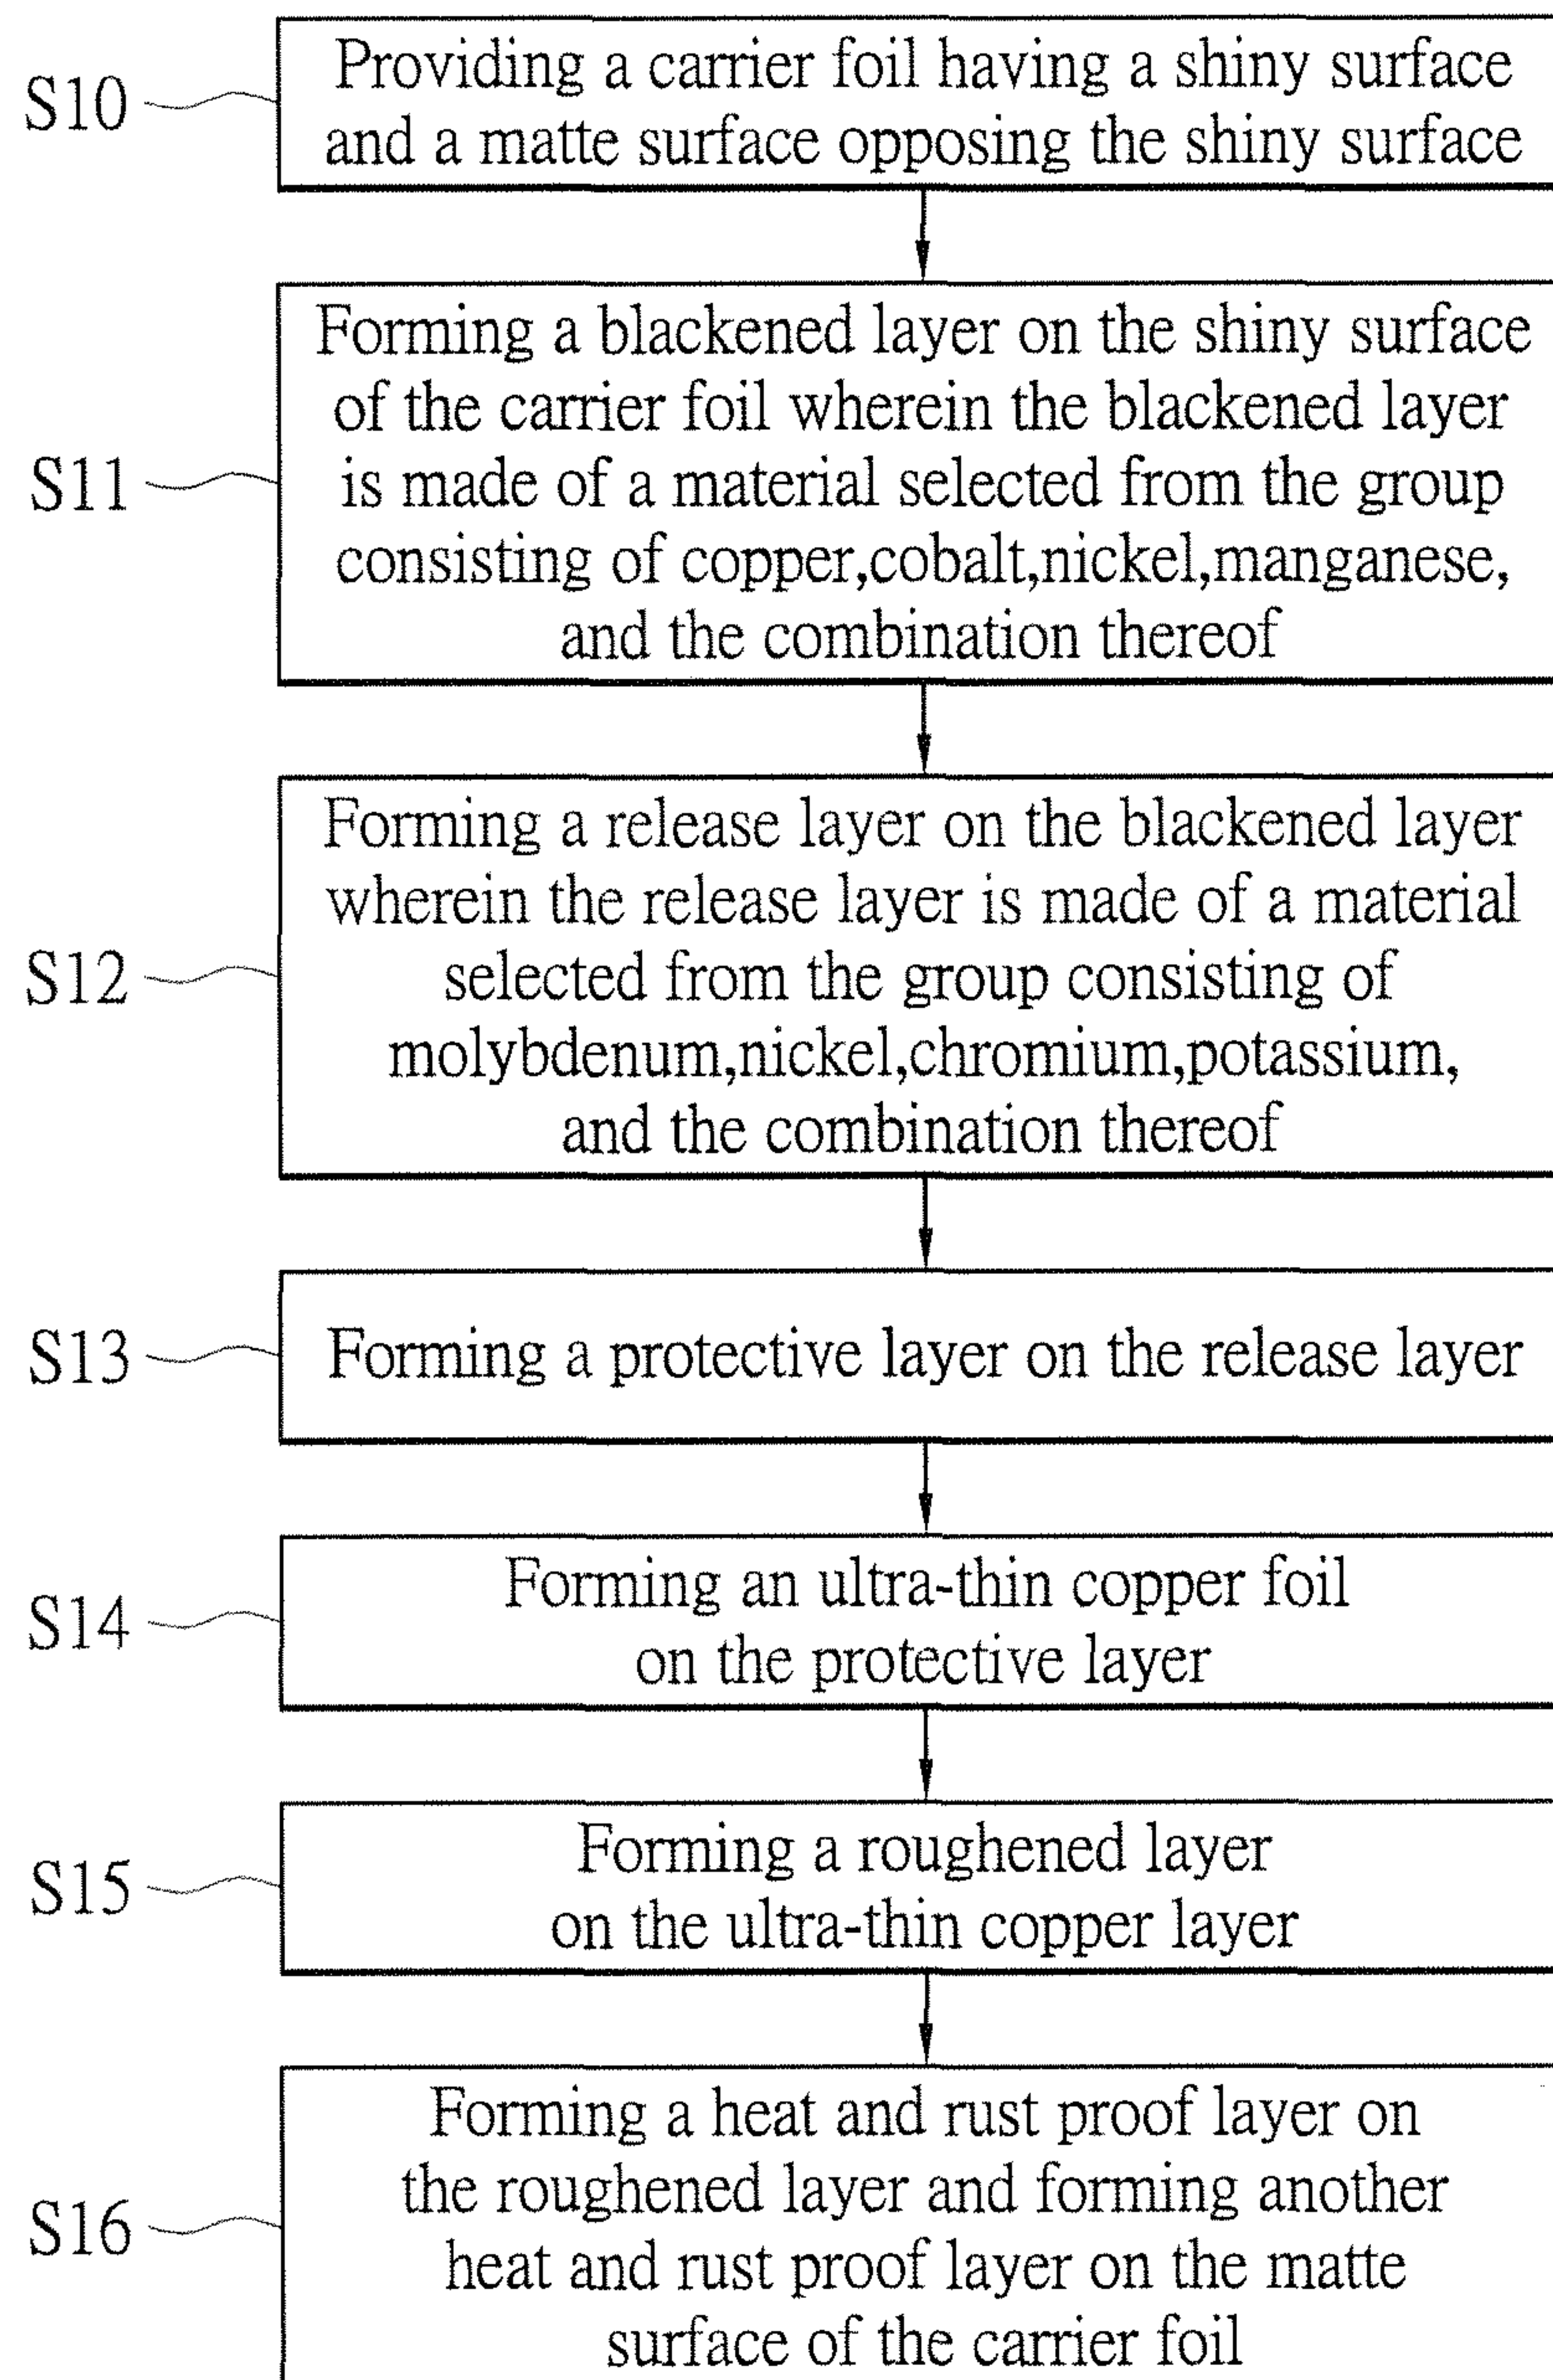 S10
Providing a carrier foil having a shiny surface
and a matte surface opposing the shiny surface
S11
Forming a blackened layer on the shiny surface
of the carrier foil wherein the blackened layer
is made of a material selected from the group
consisting of copper,cobalt,nickel,manganese,
and the combination thereof
S12
Forming a release layer on the blackened layer
wherein the release layer is made of a material
selected from the group consisting of
molybdenum,nickel,chromium,potassium,
and the combination thereof
S13
Forming a protective layer on the release layer
S14
Forming an ultra-thin copper foil
on the protective layer
S15
Forming a roughened layer
on the ultra-thin copper layer
S16
Forming a heat and rust proof layer on
the roughened layer and forming another
heat and rust proof layer on the matte
surface of the carrier foil